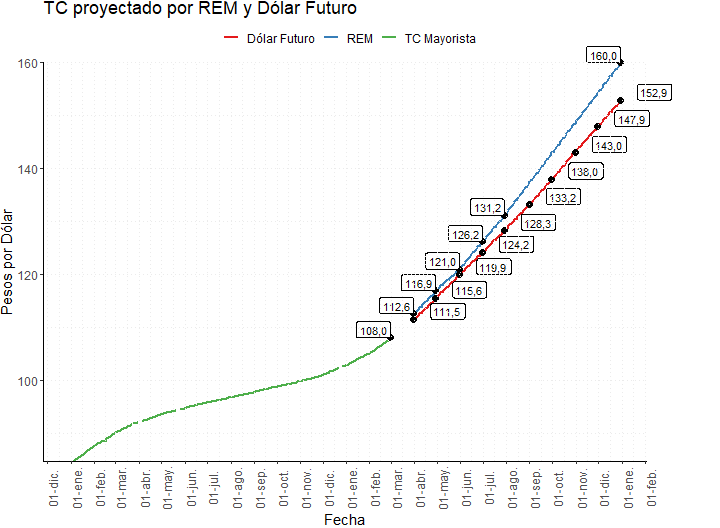 TC proyectado por REM y Dólar Futuro
Dólar Futuro REM TC Mayorista
Pesos por Dólar
160
140
120
100
160,0
152,9
147,9
143,0
138,0
133,2
131,2
128,3
126,2
124,2
121,0
119,9
116,9
115,6
112,6
111,5
108,0
01-dic.
01-ene.
01-feb.
01-mar.
01-abr.
01-may.
01-jun.
01-jul.
01-ago.
01-sep.
01-oct.
01-nov.
01-dic.
01-ene.
01-feb.
01-mar.
01-abr.
01-may.
01-jun.
01-jul.
01-ago.
01-sep.
01-oct.
01-nov.
01-dic.
01-ene.
01-feb.
Fecha